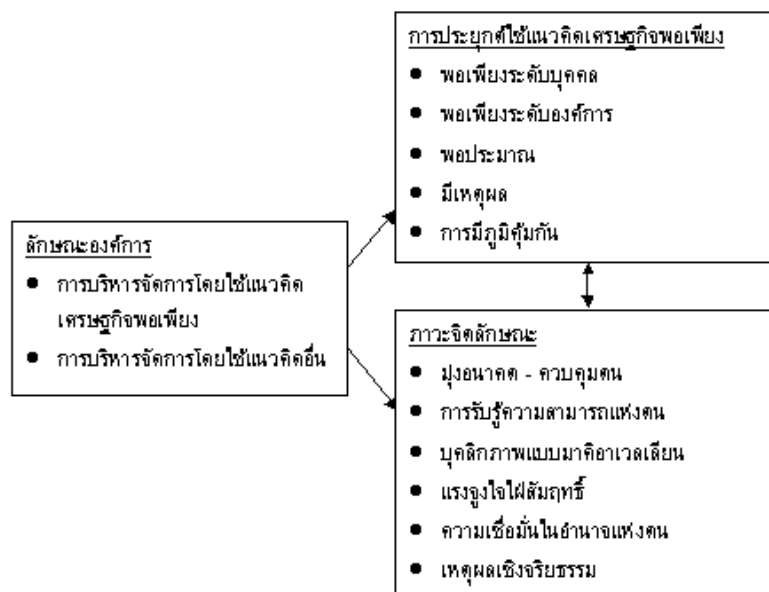 การประยุกต์ใช้แนวคิดเศรษฐกิจพอเพียง
● พอเพียงระดับบุคคล
● พอเพียงระดับองค์การ
● พอประมาณ
● มีเหตุผล
● การมีภูมิคุ้มกัน
ลักษณะองค์การ
● การบริหารจัดการโดยใช้แนวคิด
เศรษฐกิจพอเพียง
● การบริหารจัดการโดยใช้แนวคิดอื่น
ภาวะจิตลักษณะ
● มุ่งอนาคต - ควบคุมตน
● การรับรู้ความสามารถแห่งตน
● บุคลิกภาพแบบมาคิอาเวลเลียน
● แรงจูงใจใฝ่สัมฤทธิ์
● ความเชื่อมั่นในอำนาจแห่งตน
● เหตุผลเชิงจริยธรรม